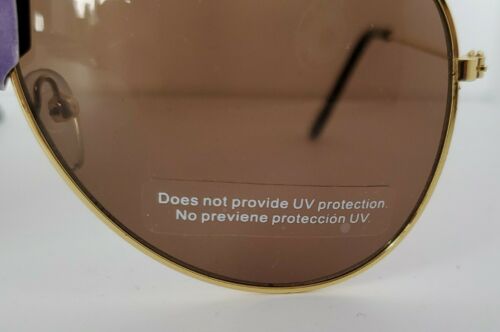 Does not provide UV protection.
No previene protección UV.